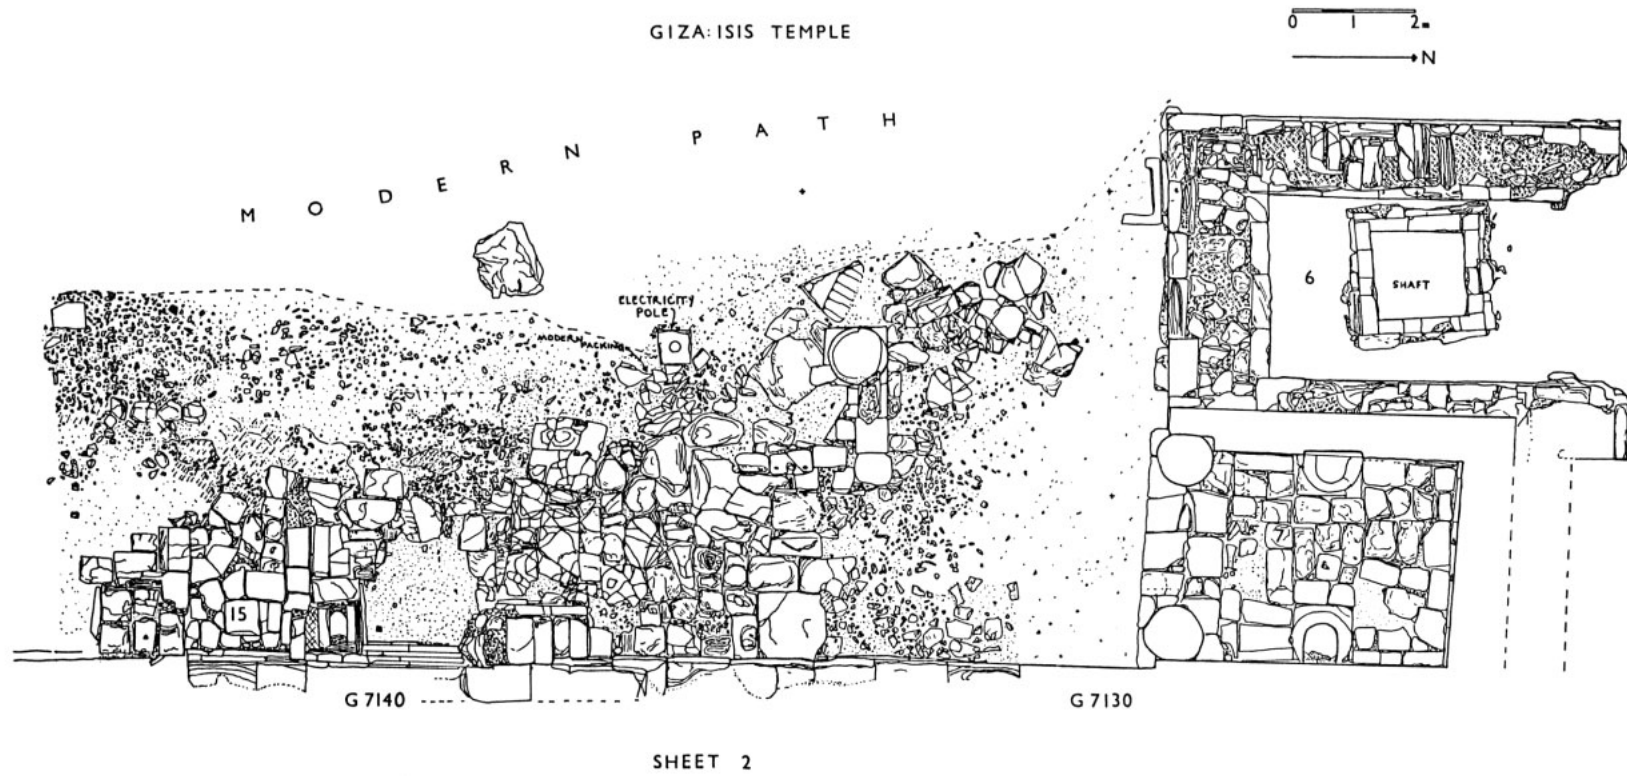 GIZA: ISIS TEMPLE
0 1 2m
N
MODERN PATH
ELECTRICITY
POLE
MODERN PACKING
6
SHAFT
7
15
G 7140
G 7130
SHEET 2